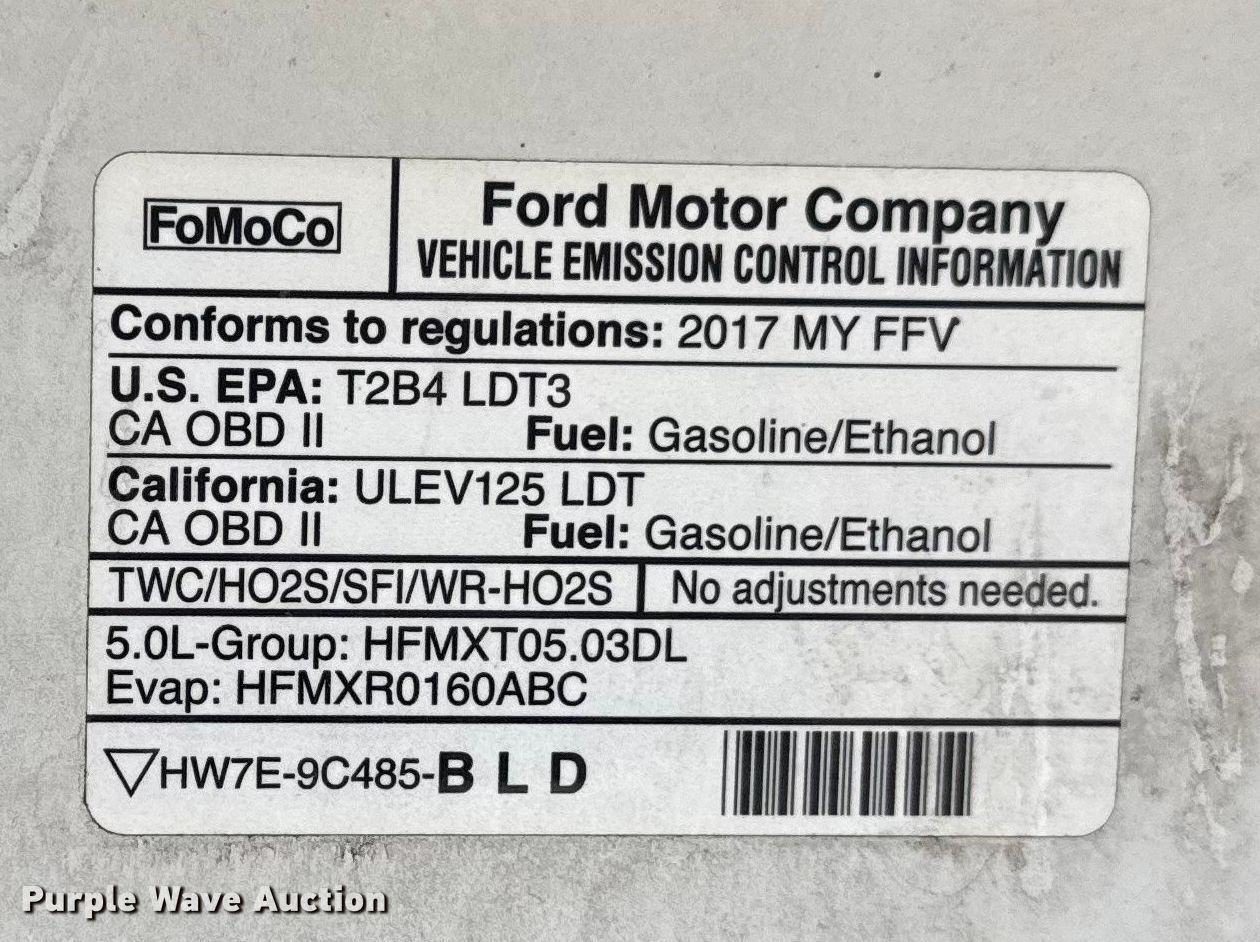 FoMoCo
Ford Motor Company
VEHICLE EMISSION CONTROL INFORMATION
Conforms to regulations: 2017 MY FFV
U.S. EPA: T2B4 LDT3
CA OBD II Fuel: Gasoline/Ethanol
California: ULEV125 LDT
CA OBD II Fuel: Gasoline/Ethanol
TWC/HO2S/SFI/WR-HO2S No adjustments needed.
5.0L-Group: HFMXT05.03DL
Evap: HFMXR0160ABC
HW7E-9C485-B L D
Purple Wave Auction